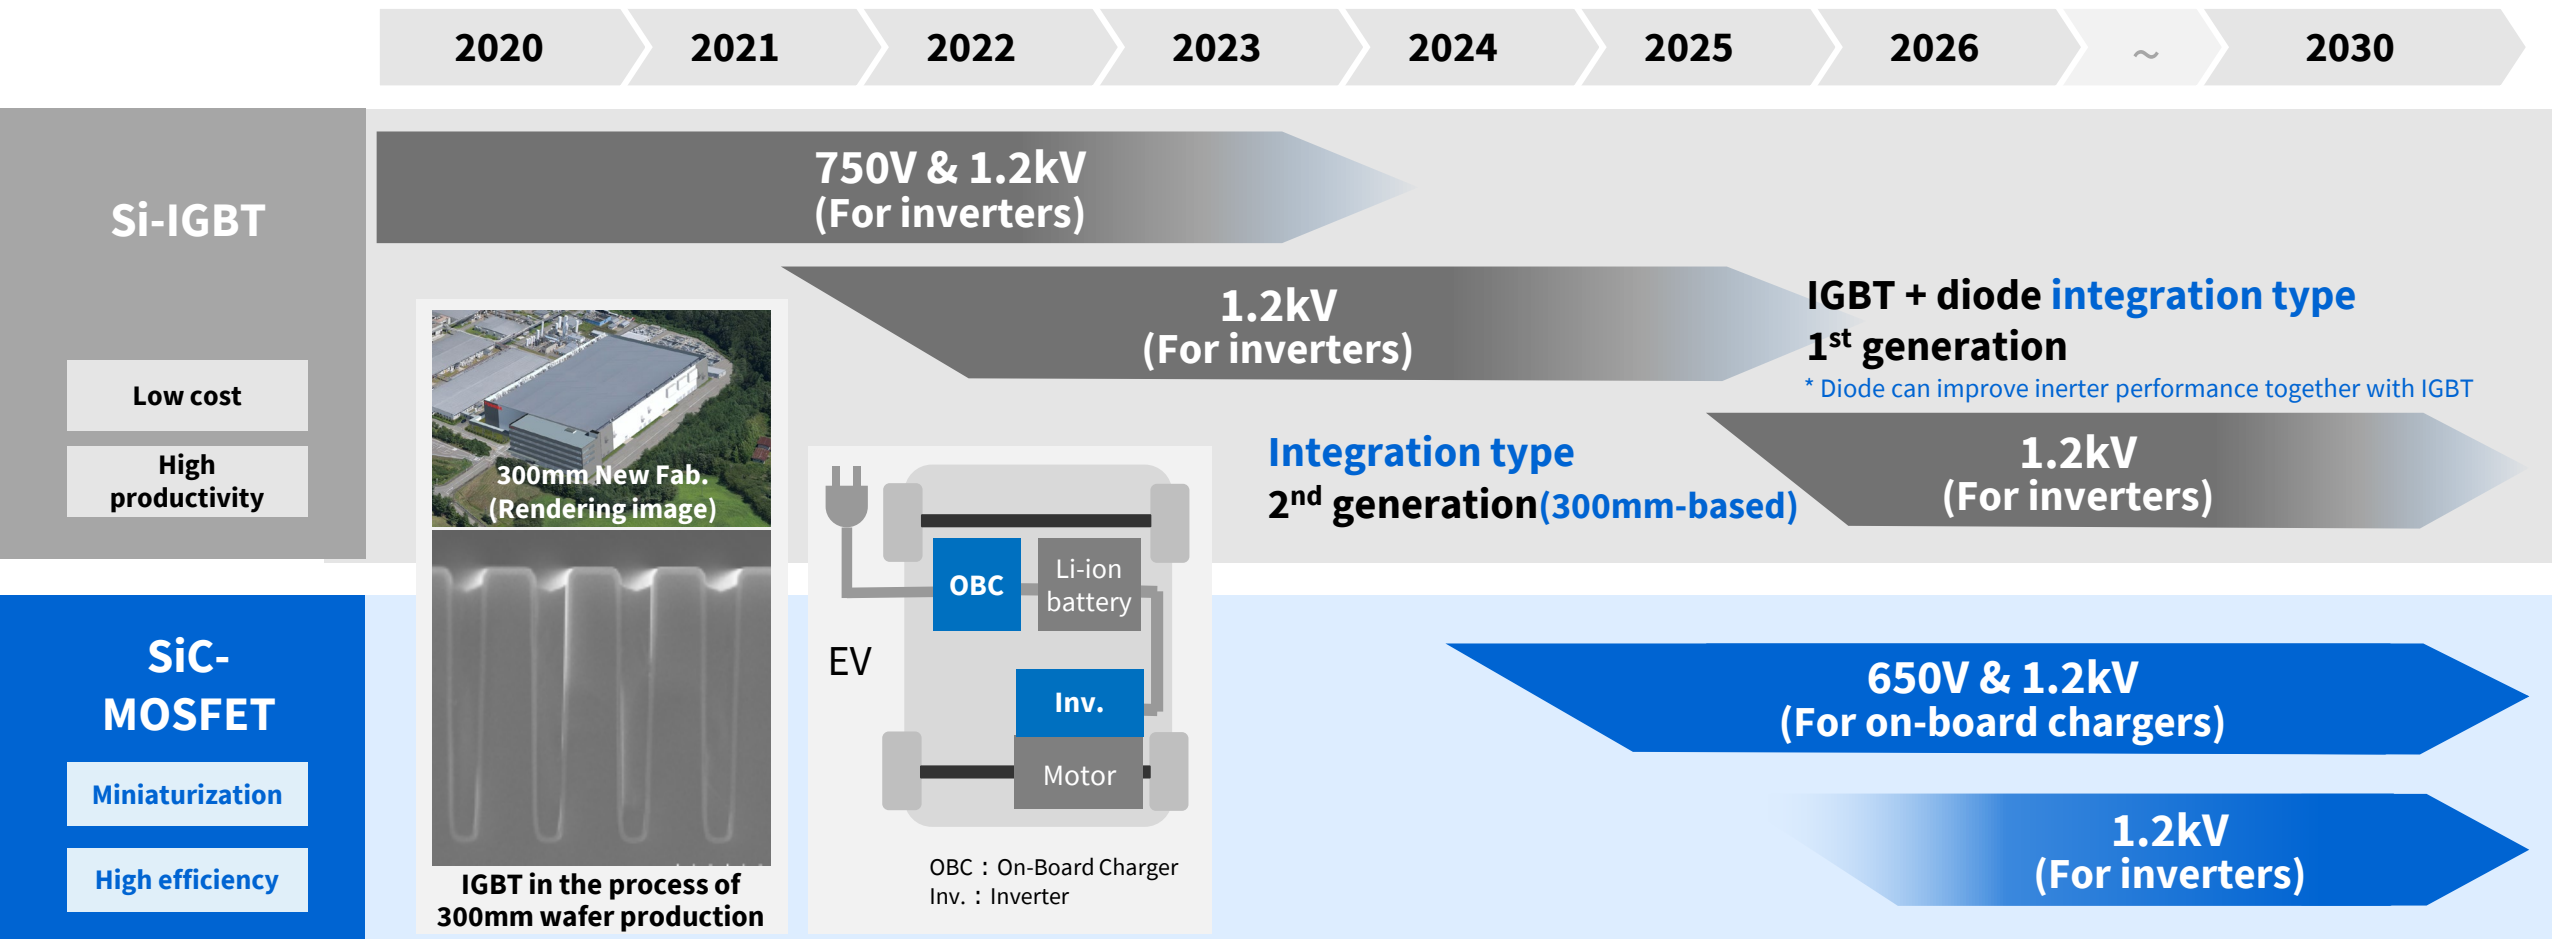 2020 2021 2022 2023 2024 2025 2026 ~ 2030
Si-IGBT
Low cost
High
productivity
750V & 1.2kV
(For inverters)
1.2kV
(For inverters)
IGBT + diode integration type
1st generation
* Diode can improve inerter performance together with IGBT
Integration type
2nd generation(300mm-based)
1.2kV
(For inverters)
300mm New Fab.
(Rendering image)
IGBT in the process of
300mm wafer production
OBC
Li-ion
battery
EV
Inv.
Motor
OBC：On-Board Charger
Inv.：Inverter
SiC-
MOSFET
Miniaturization
High efficiency
650V & 1.2kV
(For on-board chargers)
1.2kV
(For inverters)